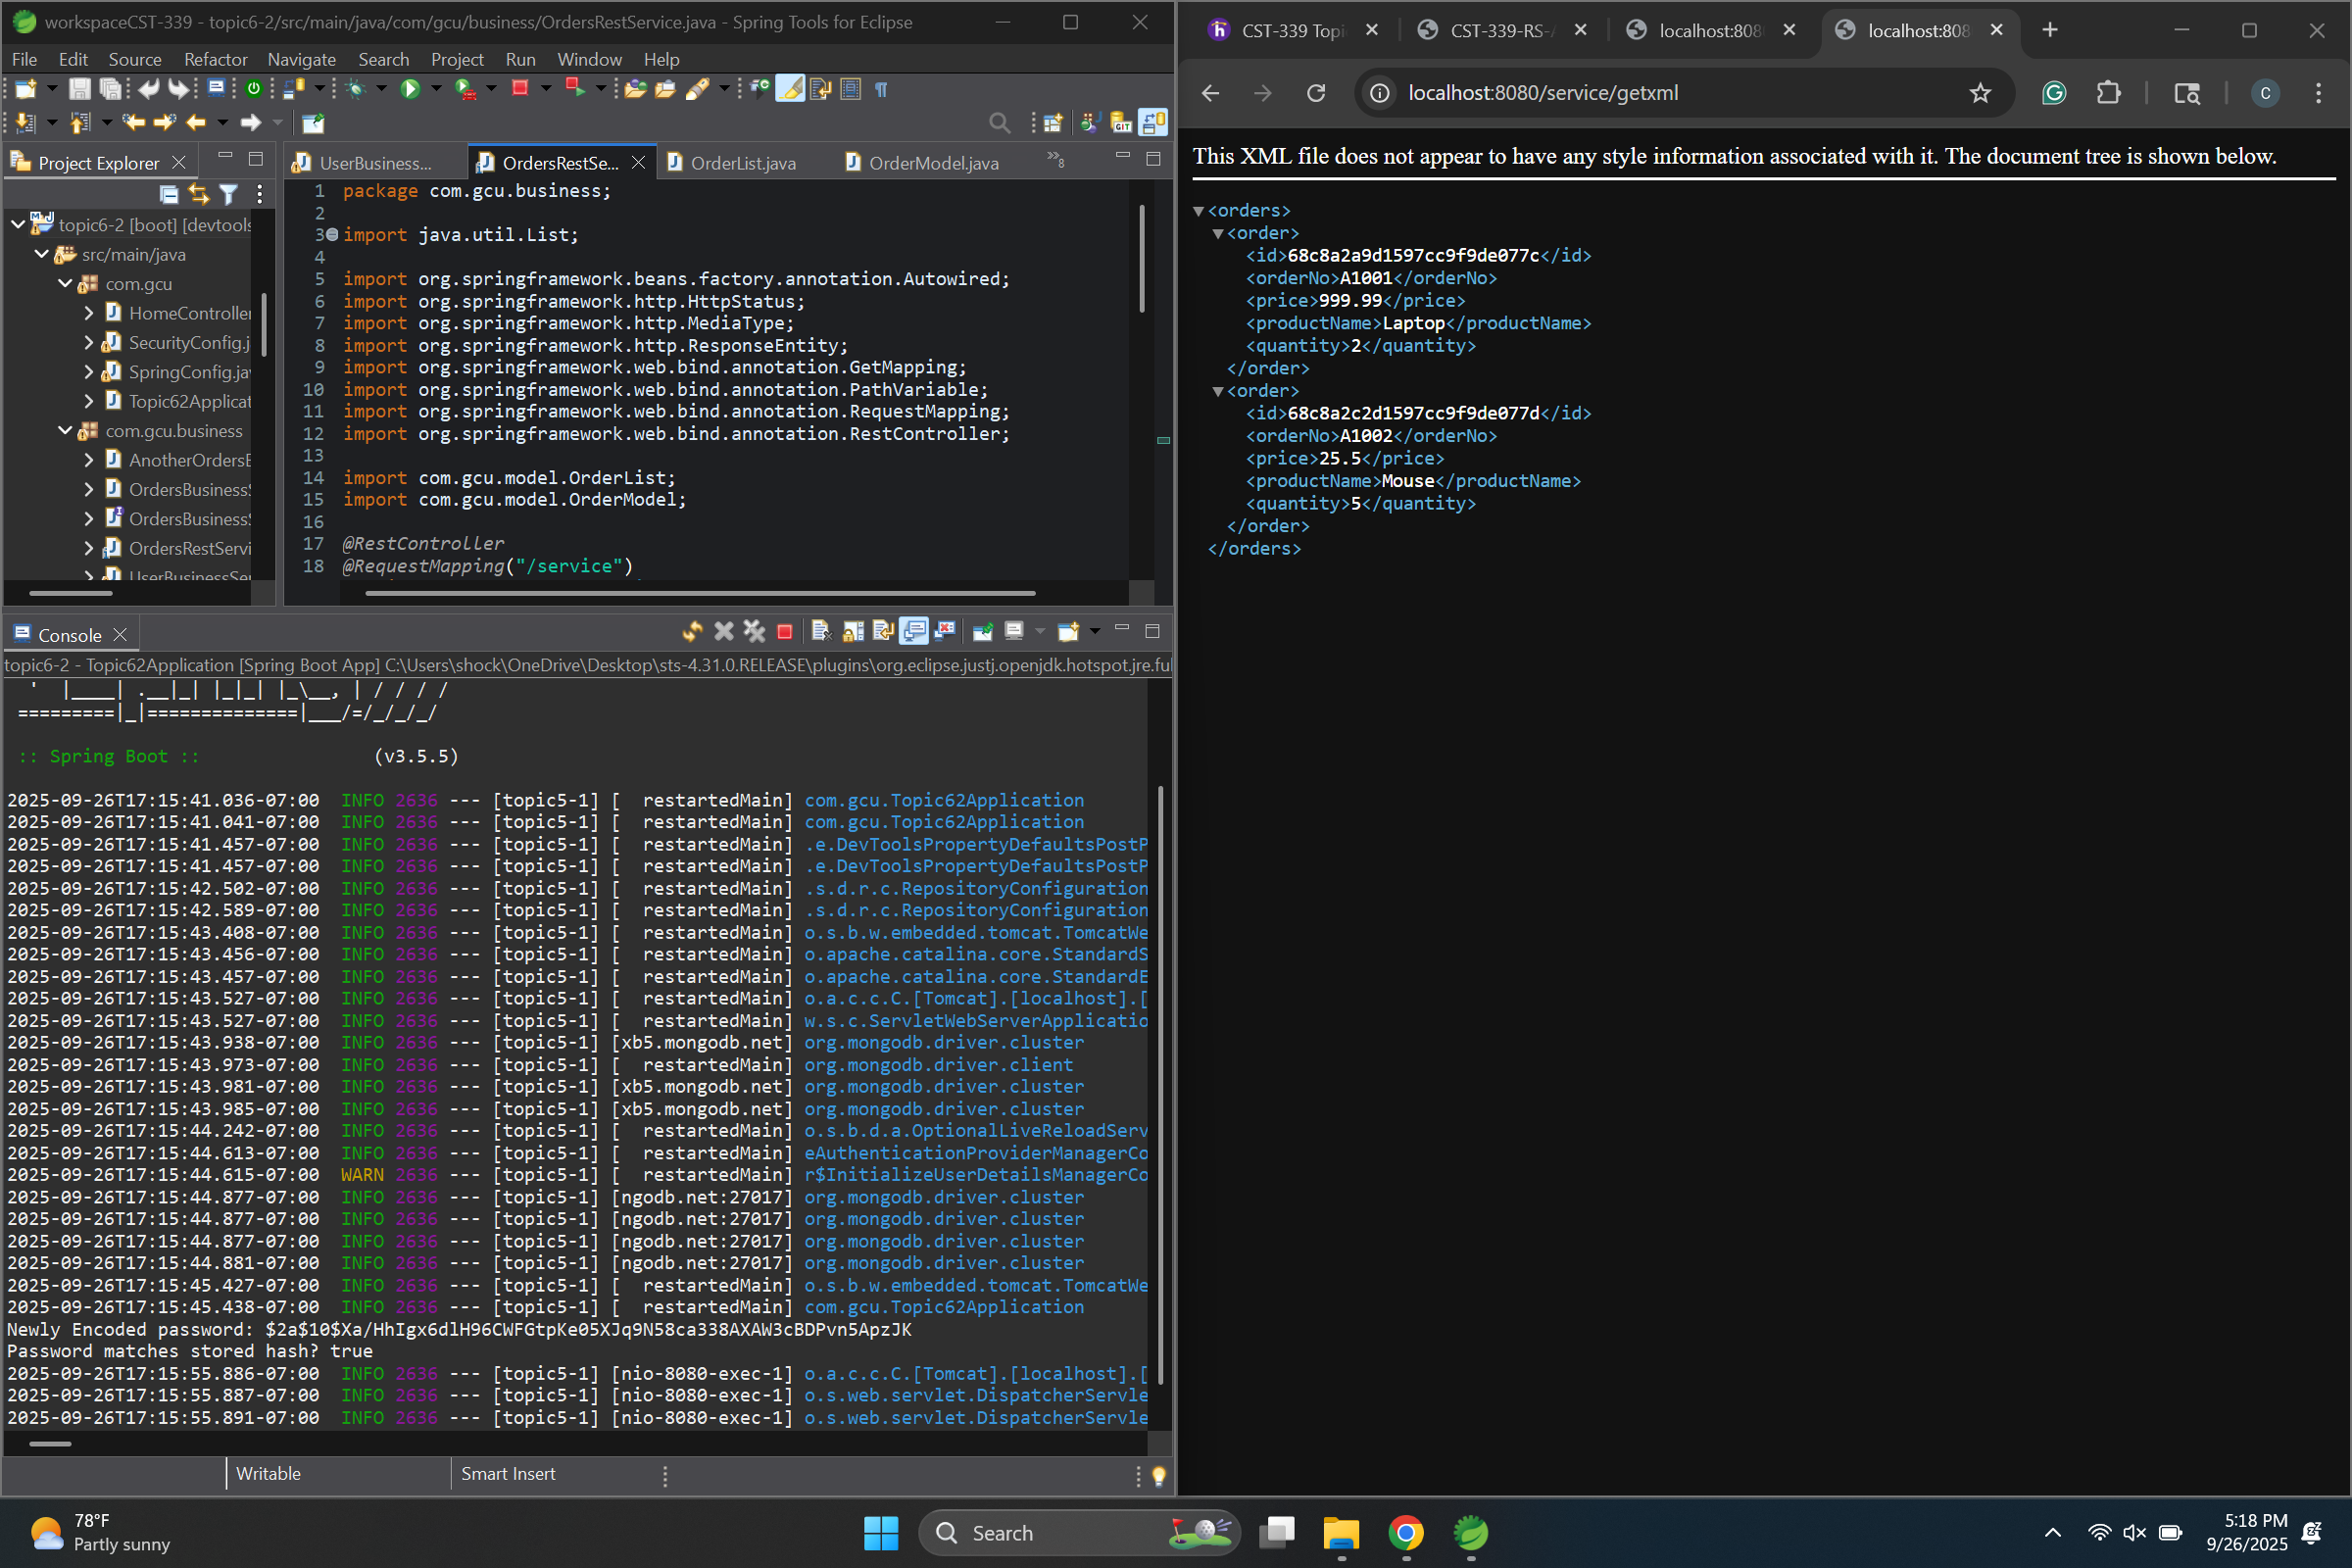 workspaceCST-339 - topic6-2/src/main/java/com/gcu/business/OrdersRestService.java - Spring Tools for Eclipse
File Edit Source Refactor Navigate Search Project Run Window Help
Project Explorer
topic6-2 [boot] [devtools
src/main/java
com.gcu
HomeController
SecurityConfig.j
SpringConfig.jav
Topic62Applicat
com.gcu.business
AnotherOrdersB
OrdersBusinessS
OrdersBusinessS
OrdersRestServi
UserBusinessSer
UserBusiness...
OrdersRestSe...
OrderList.java
OrderModel.java
»8
1 package com.gcu.business;
2
3 import java.util.List;
4
5 import org.springframework.beans.factory.annotation.Autowired;
6 import org.springframework.http.HttpStatus;
7 import org.springframework.http.MediaType;
8 import org.springframework.http.ResponseEntity;
9 import org.springframework.web.bind.annotation.GetMapping;
10 import org.springframework.web.bind.annotation.PathVariable;
11 import org.springframework.web.bind.annotation.RequestMapping;
12 import org.springframework.web.bind.annotation.RestController;
13
14 import com.gcu.model.OrderList;
15 import com.gcu.model.OrderModel;
16
17 @RestController
18 @RequestMapping("/service")
Console
topic6-2 - Topic62Application [Spring Boot App] C:\Users\shock\OneDrive\Desktop\sts-4.31.0.RELEASE\plugins\org.eclipse.justj.openjdk.hotspot.jre.ful
' |____| .__|_| |_|_| |_\__, | / / / /
=========|_|==============|___/=/_/_/_/
:: Spring Boot :: (v3.5.5)
2025-09-26T17:15:41.036-07:00 INFO 2636 --- [topic5-1] [ restartedMain] com.gcu.Topic62Application
2025-09-26T17:15:41.041-07:00 INFO 2636 --- [topic5-1] [ restartedMain] com.gcu.Topic62Application
2025-09-26T17:15:41.457-07:00 INFO 2636 --- [topic5-1] [ restartedMain] .e.DevToolsPropertyDefaultsPostP
2025-09-26T17:15:41.457-07:00 INFO 2636 --- [topic5-1] [ restartedMain] .e.DevToolsPropertyDefaultsPostP
2025-09-26T17:15:42.502-07:00 INFO 2636 --- [topic5-1] [ restartedMain] .s.d.r.c.RepositoryConfiguration
2025-09-26T17:15:42.589-07:00 INFO 2636 --- [topic5-1] [ restartedMain] .s.d.r.c.RepositoryConfiguration
2025-09-26T17:15:43.408-07:00 INFO 2636 --- [topic5-1] [ restartedMain] o.s.b.w.embedded.tomcat.TomcatWe
2025-09-26T17:15:43.456-07:00 INFO 2636 --- [topic5-1] [ restartedMain] o.apache.catalina.core.StandardS
2025-09-26T17:15:43.457-07:00 INFO 2636 --- [topic5-1] [ restartedMain] o.apache.catalina.core.StandardE
2025-09-26T17:15:43.527-07:00 INFO 2636 --- [topic5-1] [ restartedMain] o.a.c.c.C.[Tomcat].[localhost].[
2025-09-26T17:15:43.527-07:00 INFO 2636 --- [topic5-1] [ restartedMain] w.s.c.ServletWebServerApplicatio
2025-09-26T17:15:43.938-07:00 INFO 2636 --- [topic5-1] [xb5.mongodb.net] org.mongodb.driver.cluster
2025-09-26T17:15:43.973-07:00 INFO 2636 --- [topic5-1] [ restartedMain] org.mongodb.driver.client
2025-09-26T17:15:43.981-07:00 INFO 2636 --- [topic5-1] [xb5.mongodb.net] org.mongodb.driver.cluster
2025-09-26T17:15:43.985-07:00 INFO 2636 --- [topic5-1] [xb5.mongodb.net] org.mongodb.driver.cluster
2025-09-26T17:15:44.242-07:00 INFO 2636 --- [topic5-1] [ restartedMain] o.s.b.d.a.OptionalLiveReloadServ
2025-09-26T17:15:44.613-07:00 INFO 2636 --- [topic5-1] [ restartedMain] eAuthenticationProviderManagerCo
2025-09-26T17:15:44.615-07:00 WARN 2636 --- [topic5-1] [ restartedMain] r$InitializeUserDetailsManagerCo
2025-09-26T17:15:44.877-07:00 INFO 2636 --- [topic5-1] [ngodb.net:27017] org.mongodb.driver.cluster
2025-09-26T17:15:44.877-07:00 INFO 2636 --- [topic5-1] [ngodb.net:27017] org.mongodb.driver.cluster
2025-09-26T17:15:44.877-07:00 INFO 2636 --- [topic5-1] [ngodb.net:27017] org.mongodb.driver.cluster
2025-09-26T17:15:44.881-07:00 INFO 2636 --- [topic5-1] [ngodb.net:27017] org.mongodb.driver.cluster
2025-09-26T17:15:45.427-07:00 INFO 2636 --- [topic5-1] [ restartedMain] o.s.b.w.embedded.tomcat.TomcatWe
2025-09-26T17:15:45.438-07:00 INFO 2636 --- [topic5-1] [ restartedMain] com.gcu.Topic62Application
Newly Encoded password: $2a$10$Xa/HhIgx6dlH96CWFGtpKe05XJq9N58ca338AXAW3cBDPvn5ApzJK
Password matches stored hash? true
2025-09-26T17:15:55.886-07:00 INFO 2636 --- [topic5-1] [nio-8080-exec-1] o.a.c.c.C.[Tomcat].[localhost].[
2025-09-26T17:15:55.887-07:00 INFO 2636 --- [topic5-1] [nio-8080-exec-1] o.s.web.servlet.DispatcherServle
2025-09-26T17:15:55.891-07:00 INFO 2636 --- [topic5-1] [nio-8080-exec-1] o.s.web.servlet.DispatcherServle
Writable
Smart Insert
CST-339 Topi
CST-339-RS-A
localhost:808
localhost:808
localhost:8080/service/getxml
C
This XML file does not appear to have any style information associated with it. The document tree is shown below.
<orders>
<order>
<id>68c8a2a9d1597cc9f9de077c</id>
<orderNo>A1001</orderNo>
<price>999.99</price>
<productName>Laptop</productName>
<quantity>2</quantity>
</order>
<order>
<id>68c8a2c2d1597cc9f9de077d</id>
<orderNo>A1002</orderNo>
<price>25.5</price>
<productName>Mouse</productName>
<quantity>5</quantity>
</order>
</orders>
78°F
Partly sunny
Search
5:18 PM
9/26/2025